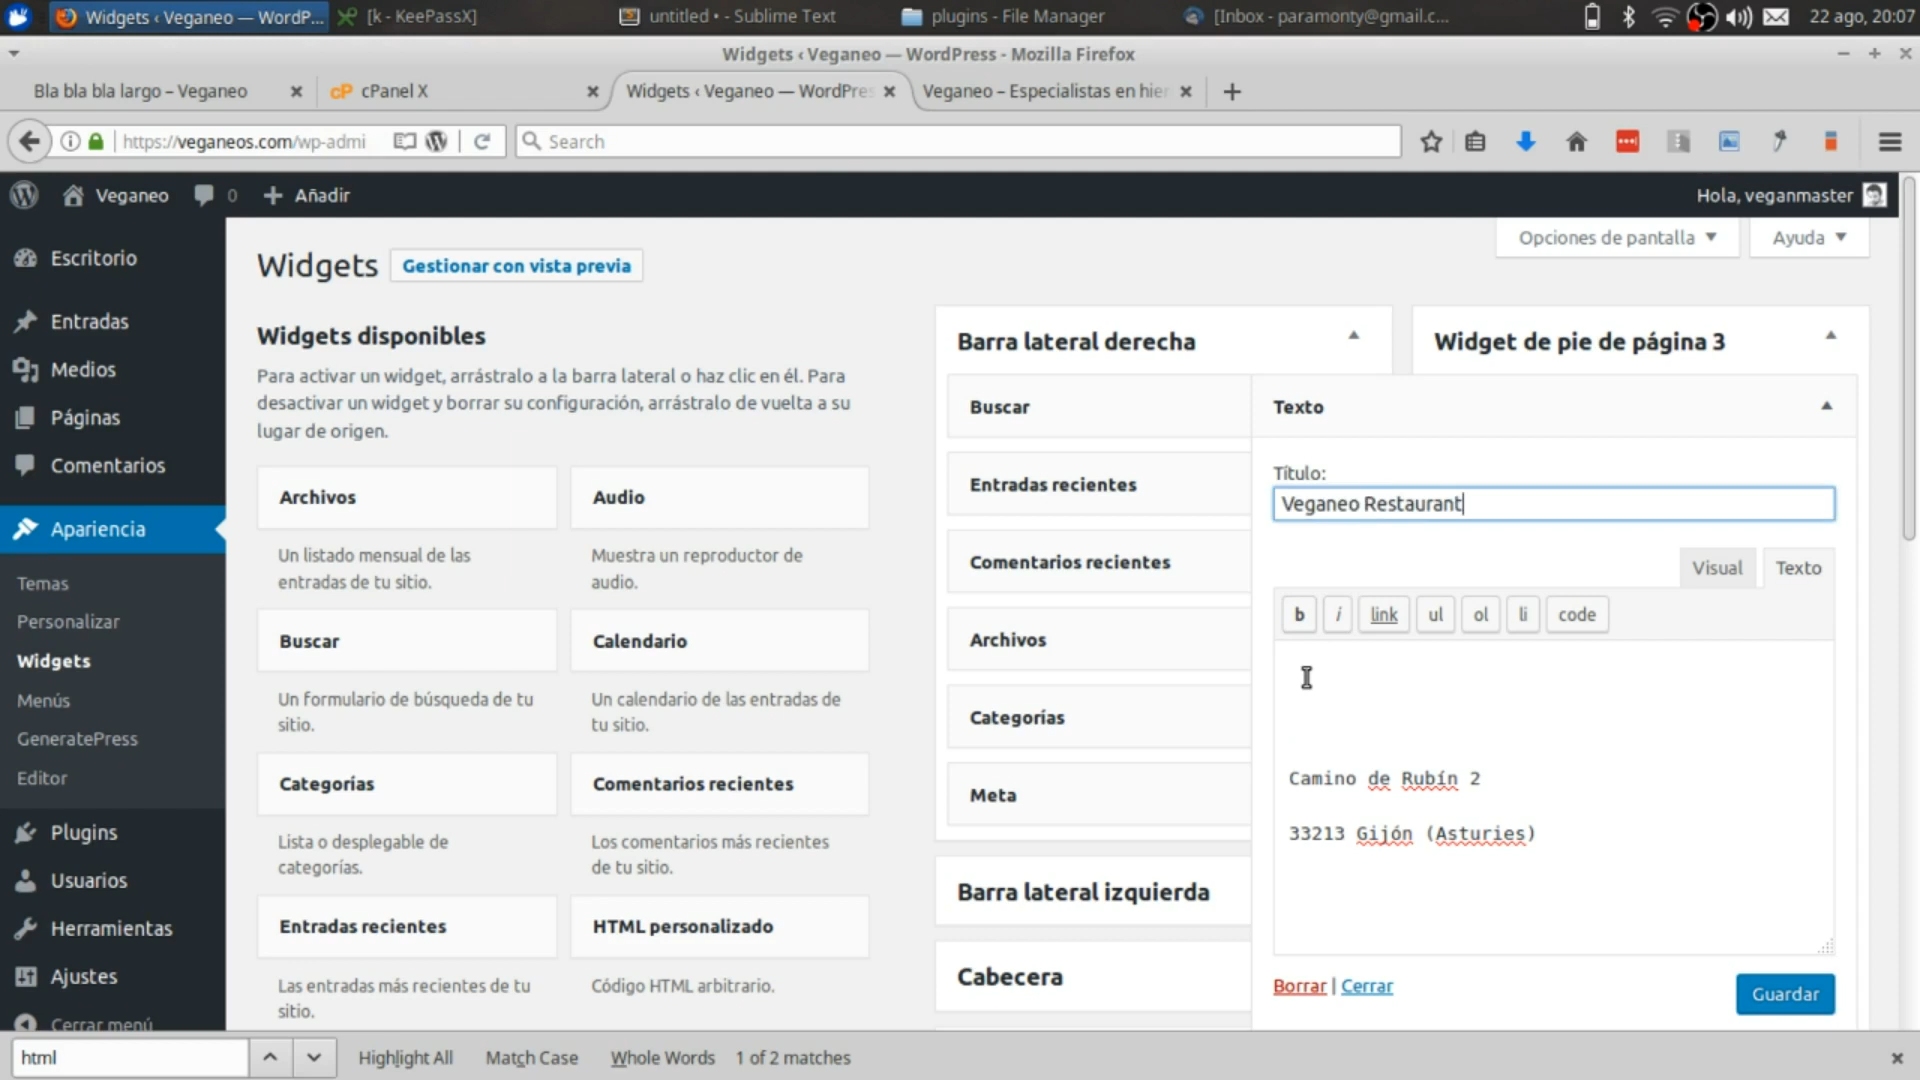 Widgets ‹ Veganeo — WordP...
[k - KeePassX]
untitled • - Sublime Text
plugins - File Manager
[Inbox - paramonty@gmail.c...
22 ago, 20:07
Widgets ‹ Veganeo — WordPress - Mozilla Firefox
Bla bla bla largo – Veganeo
cP cPanel X
Widgets ‹ Veganeo — WordPres
Veganeo – Especialistas en hier
https://veganeos.com/wp-admi
Search
Veganeo
0
Añadir
Hola, veganmaster
Escritorio
Entradas
Medios
Páginas
Comentarios
Apariencia
Temas
Personalizar
Widgets
Menús
GeneratePress
Editor
Plugins
Usuarios
Herramientas
Ajustes
Cerrar menú
Opciones de pantalla
Ayuda
Widgets
Gestionar con vista previa
Widgets disponibles
Para activar un widget, arrástralo a la barra lateral o haz clic en él. Para
desactivar un widget y borrar su configuración, arrástralo de vuelta a su
lugar de origen.
Archivos
Un listado mensual de las
entradas de tu sitio.
Audio
Muestra un reproductor de
audio.
Buscar
Un formulario de búsqueda de tu
sitio.
Calendario
Un calendario de las entradas de
tu sitio.
Categorías
Lista o desplegable de
categorías.
Comentarios recientes
Los comentarios más recientes
de tu sitio.
Entradas recientes
Las entradas más recientes de tu
sitio.
HTML personalizado
Código HTML arbitrario.
Barra lateral derecha
Buscar
Entradas recientes
Comentarios recientes
Archivos
Categorías
Meta
Barra lateral izquierda
Cabecera
Widget de pie de página 3
Texto
Título:
Veganeo Restaurant
Visual
Texto
b
i
link
ul
ol
li
code
Camino de Rubín 2
33213 Gijón (Asturies)
Borrar | Cerrar
Guardar
html
Highlight All
Match Case
Whole Words
1 of 2 matches